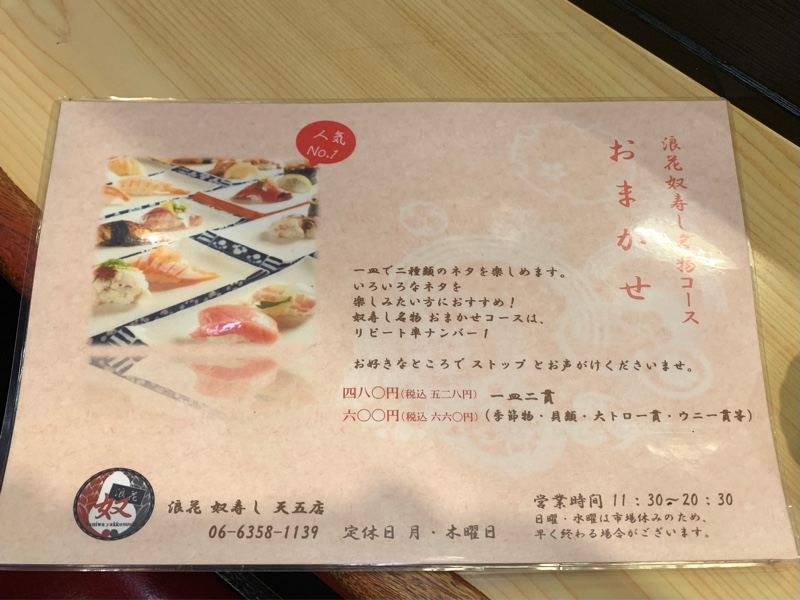 浪花奴寿し名物コース
おまかせ
人気
No.1
一皿で二種類のネタを楽しめます。
いろいろなネタを
楽しみたい方におすすめ！
奴寿し名物 おまかせコースは、
リピート率ナンバー1
お好きなところで ストップ とお声がけくださいませ。
四八〇円(税込 五二八円) 一皿二貫
六〇〇円(税込 六六〇円) (季節物・貝類・大トロ一貫・ウニ一貫等)
浪花
奴
浪花 奴寿し 天五店
06-6358-1139 定休日 月・木曜日
営業時間 11：30〜20：30
日曜・水曜は市場休みのため、
早く終わる場合がございます。